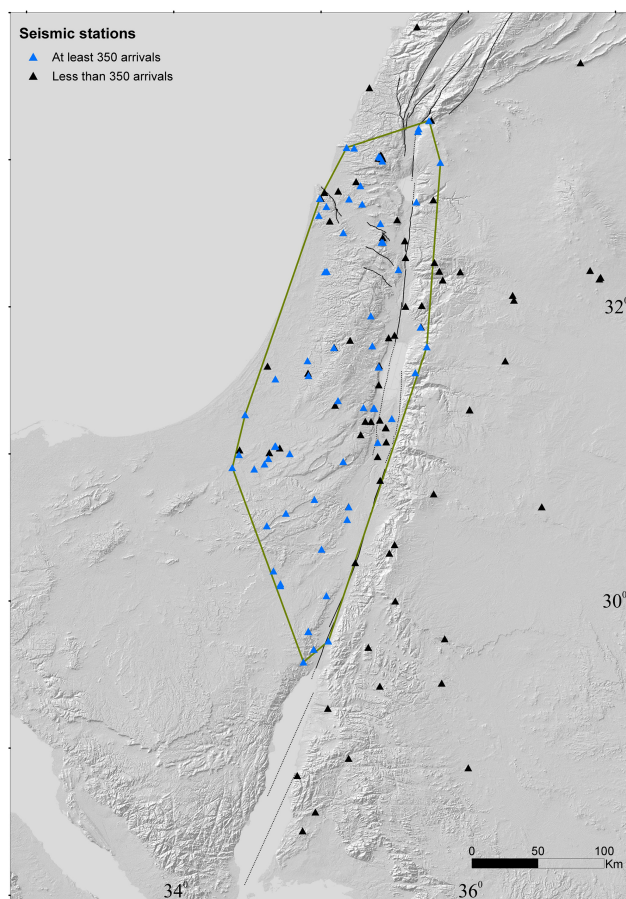 Seismic stations
At least 350 arrivals
Less than 350 arrivals
32⁰
30⁰
0 50 100
Km
34⁰ 36⁰